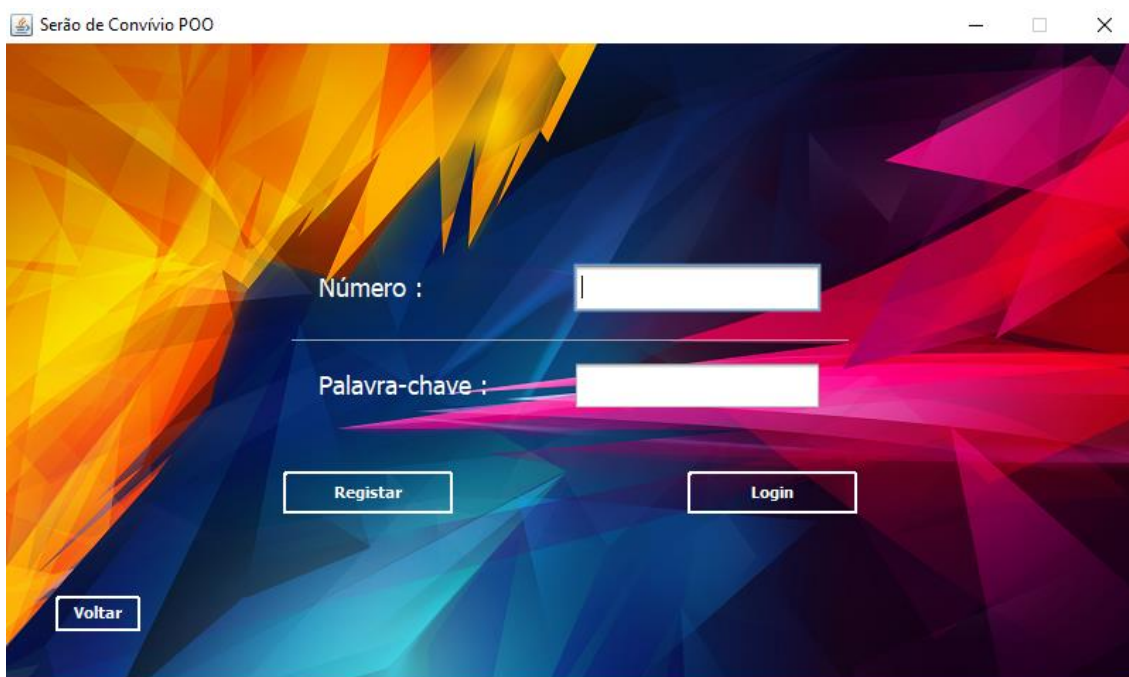 Serão de Convívio POO
Número :
Palavra-chave :
Registar
Login
Voltar